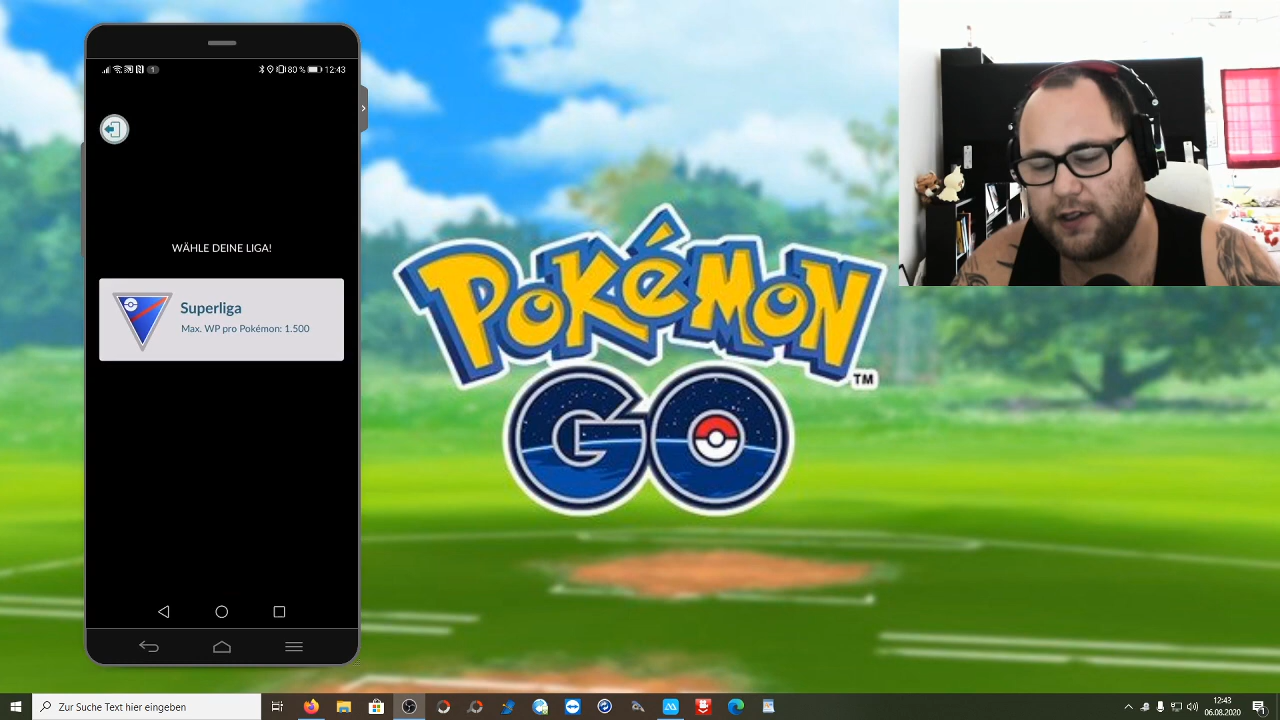 1
80 %
12:43
WÄHLE DEINE LIGA!
Superliga
Max. WP pro Pokémon: 1.500
POKÉMON
TM
GO
Zur Suche Text hier eingeben
12:43
06.08.2020